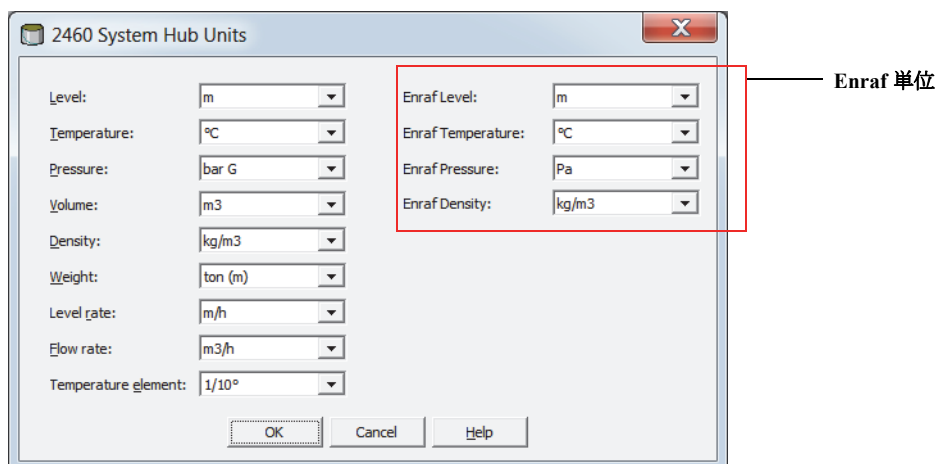 2460 System Hub Units
Level: m
Temperature: °C
Pressure: bar G
Volume: m3
Density: kg/m3
Weight: ton (m)
Level rate: m/h
Flow rate: m3/h
Temperature element: 1/10°
Enraf Level: m
Enraf Temperature: °C
Enraf Pressure: Pa
Enraf Density: kg/m3
Enraf 単位
OK Cancel Help